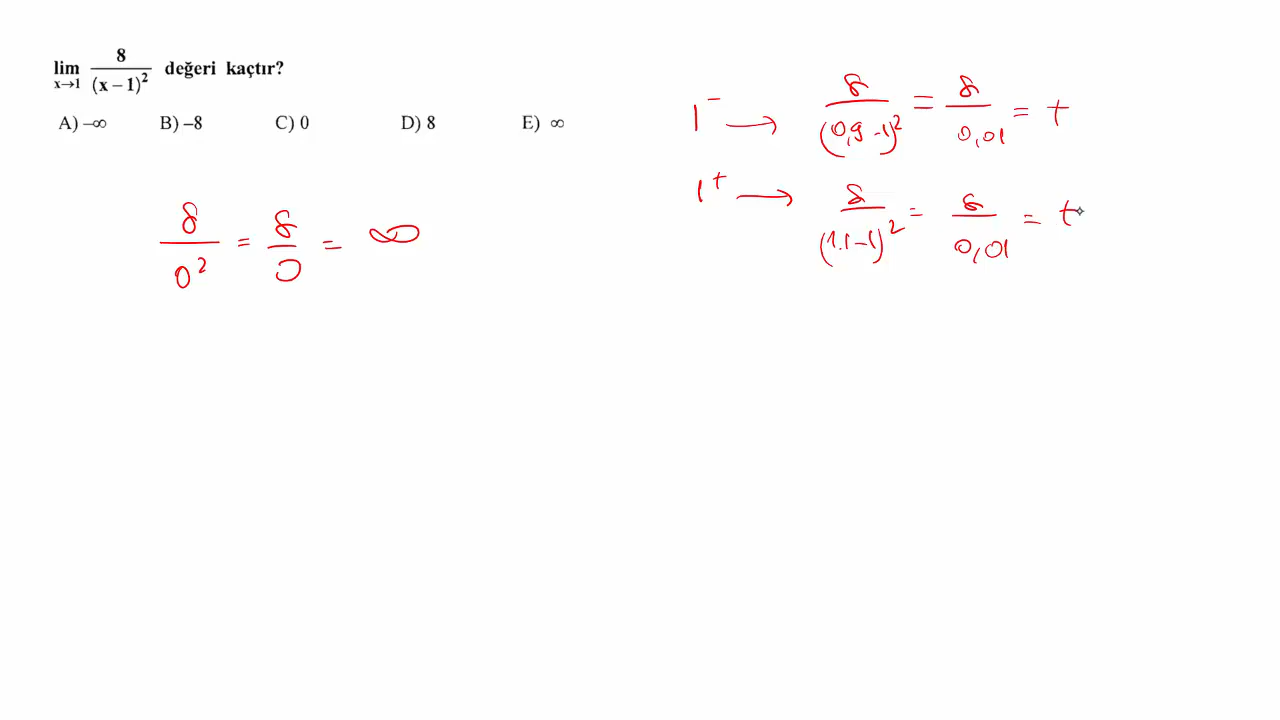 lim x→1 8/(x – 1)² değeri kaçtır?
A) –∞ B) –8 C) 0 D) 8 E) ∞
1⁻ → 8/(0,9 -1)² = 8/0,01 = +
1⁺ → 8/(1.1-1)² = 8/0,01 = +
8/0² = 8/0 = ∞